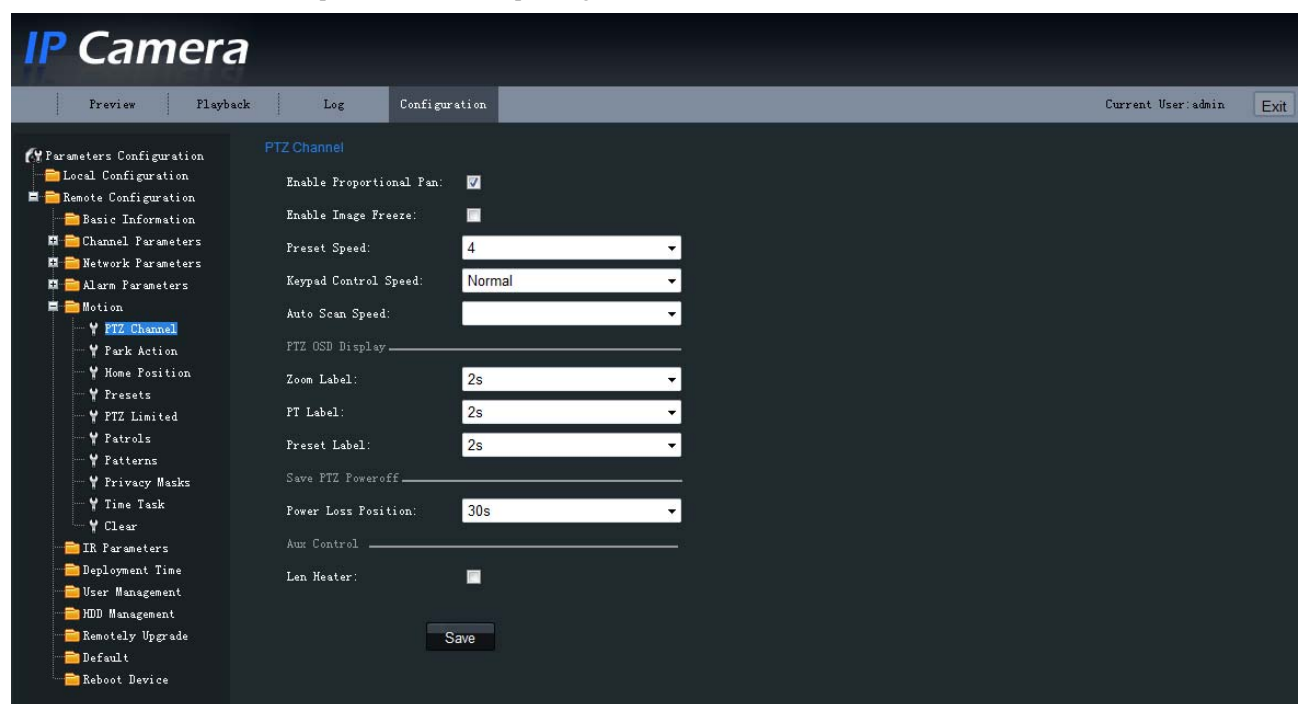 IP Camera
Preview Playback Log Configuration Current User:admin Exit
Parameters Configuration
Local Configuration
Remote Configuration
Basic Information
Channel Parameters
Network Parameters
Alarm Parameters
Motion
PTZ Channel
Park Action
Home Position
Presets
PTZ Limited
Patrols
Patterns
Privacy Masks
Time Task
Clear
IR Parameters
Deployment Time
User Management
HDD Management
Remotely Upgrade
Default
Reboot Device
PTZ Channel
Enable Proportional Pan:
Enable Image Freeze:
Preset Speed: 4
Keypad Control Speed: Normal
Auto Scan Speed:
PTZ OSD Display
Zoom Label: 2s
PT Label: 2s
Preset Label: 2s
Save PTZ Poweroff
Power Loss Position: 30s
Aux Control
Len Heater:
Save